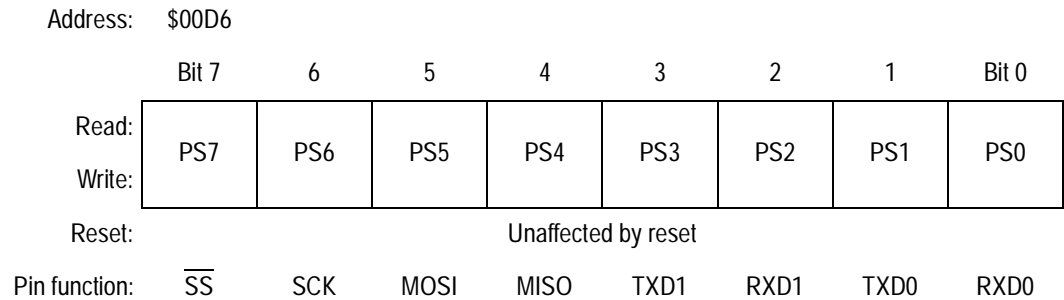 Address: $00D6
Bit 7 6 5 4 3 2 1 Bit 0
Read:
PS7 PS6 PS5 PS4 PS3 PS2 PS1 PS0
Write:
Reset: Unaffected by reset
Pin function: S̅S̅ SCK MOSI MISO TXD1 RXD1 TXD0 RXD0